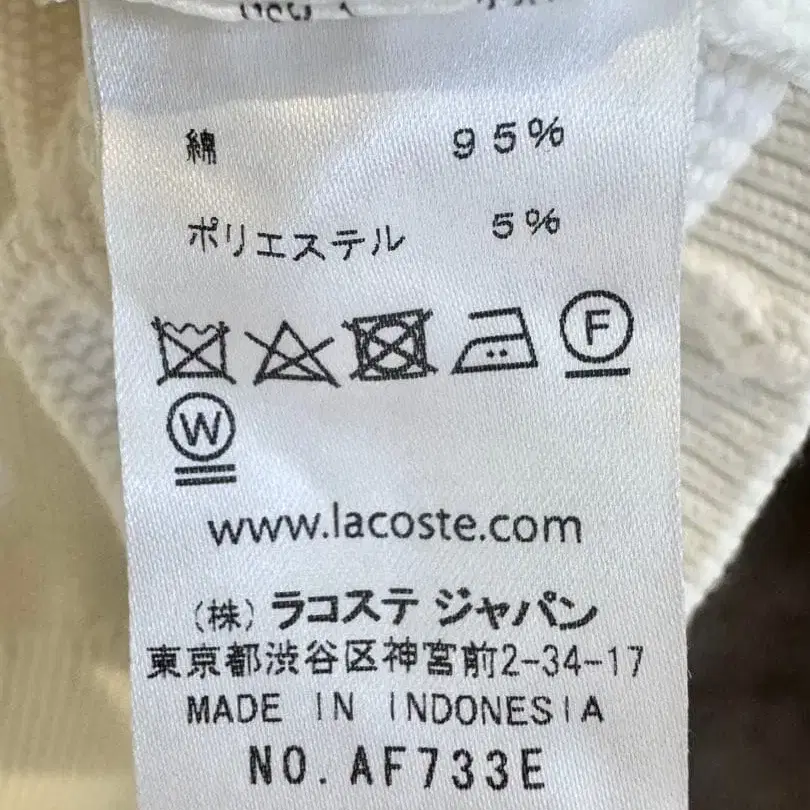 綿 95%
ポリエステル 5%
F
W
www.lacoste.com
(株) ラコステ ジャパン
東京都渋谷区神宮前2-34-17
MADE IN INDONESIA
NO. AF733E